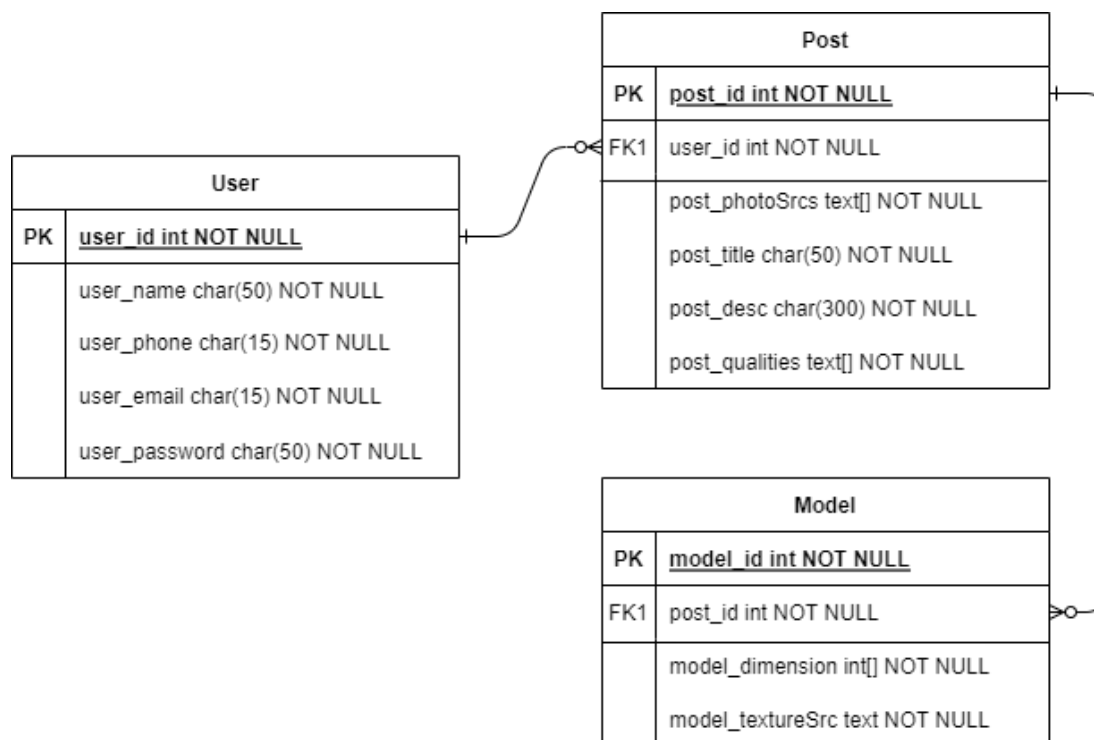 Post
PK post_id int NOT NULL
FK1 user_id int NOT NULL
post_photoSrcs text[] NOT NULL
post_title char(50) NOT NULL
post_desc char(300) NOT NULL
post_qualities text[] NOT NULL
User
PK user_id int NOT NULL
user_name char(50) NOT NULL
user_phone char(15) NOT NULL
user_email char(15) NOT NULL
user_password char(50) NOT NULL
Model
PK model_id int NOT NULL
FK1 post_id int NOT NULL
model_dimension int[] NOT NULL
model_textureSrc text NOT NULL